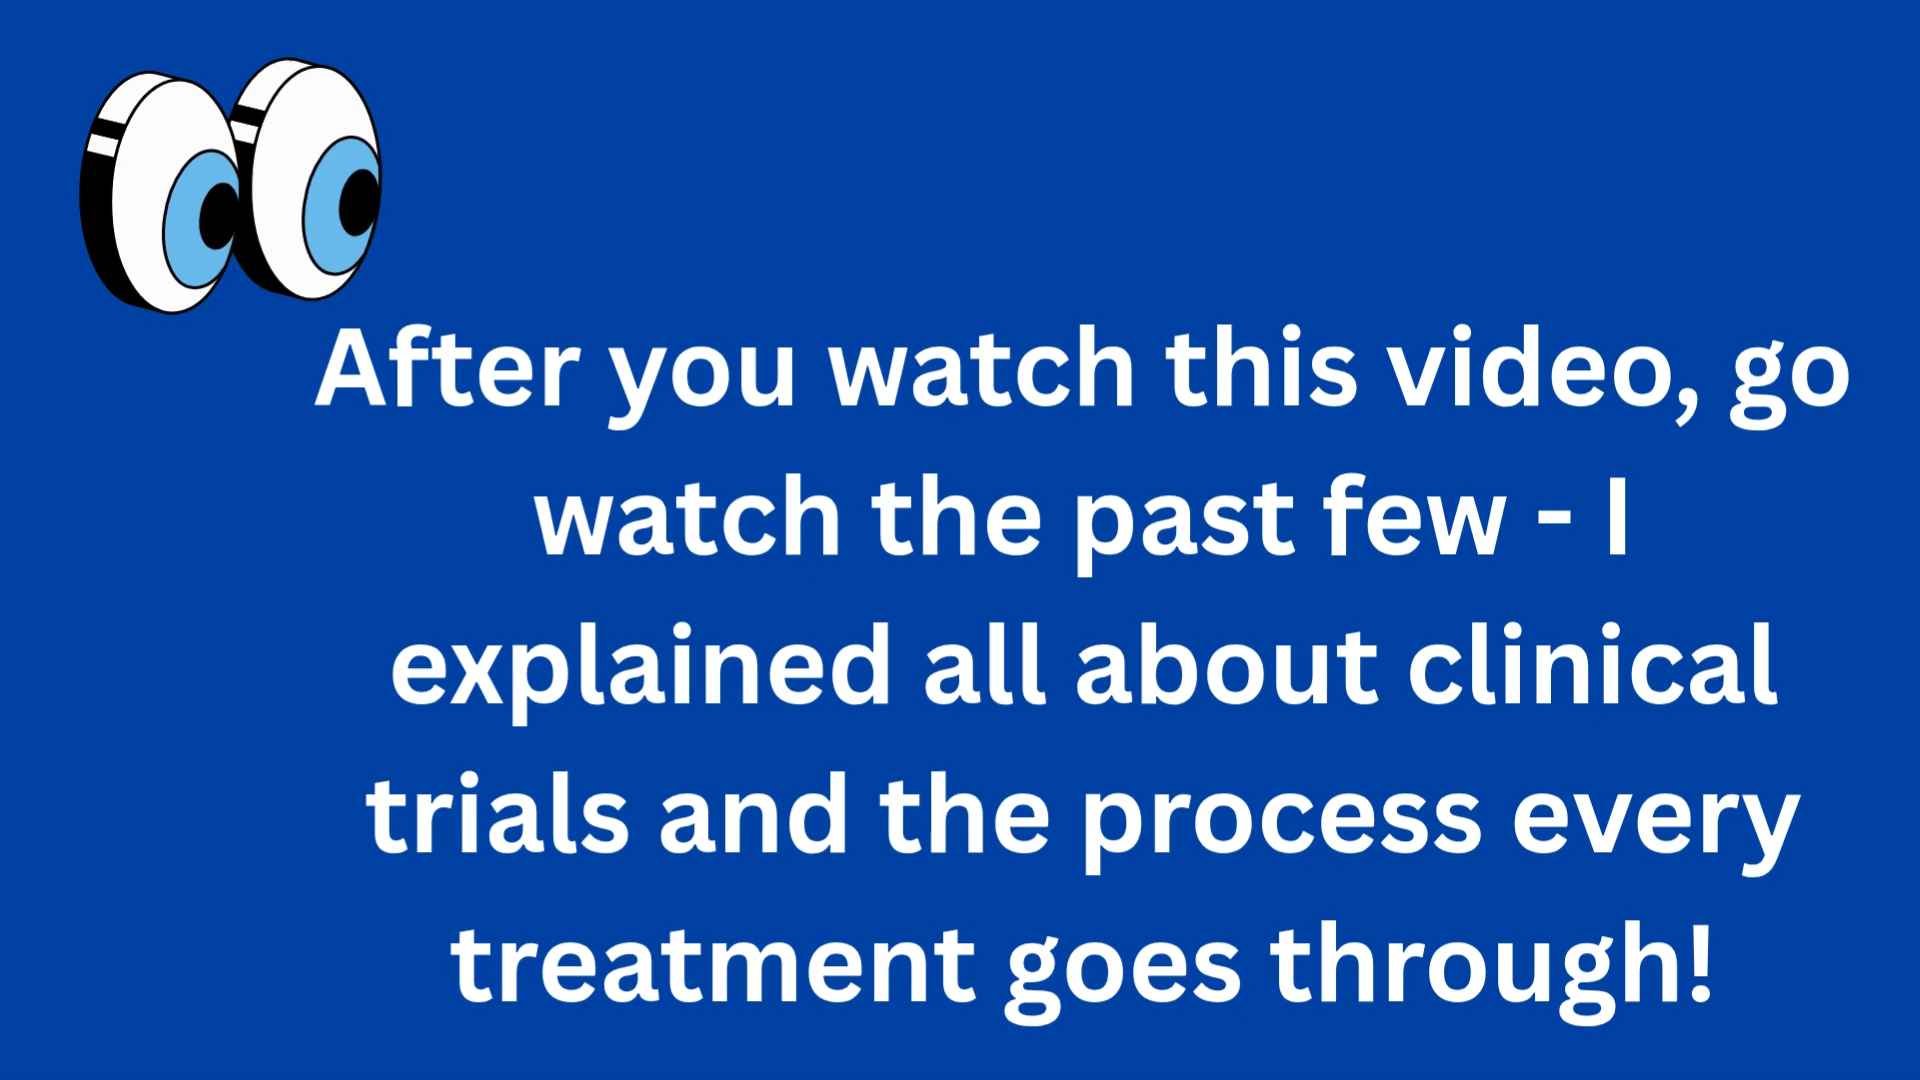 After you watch this video, go
watch the past few - I
explained all about clinical
trials and the process every
treatment goes through!